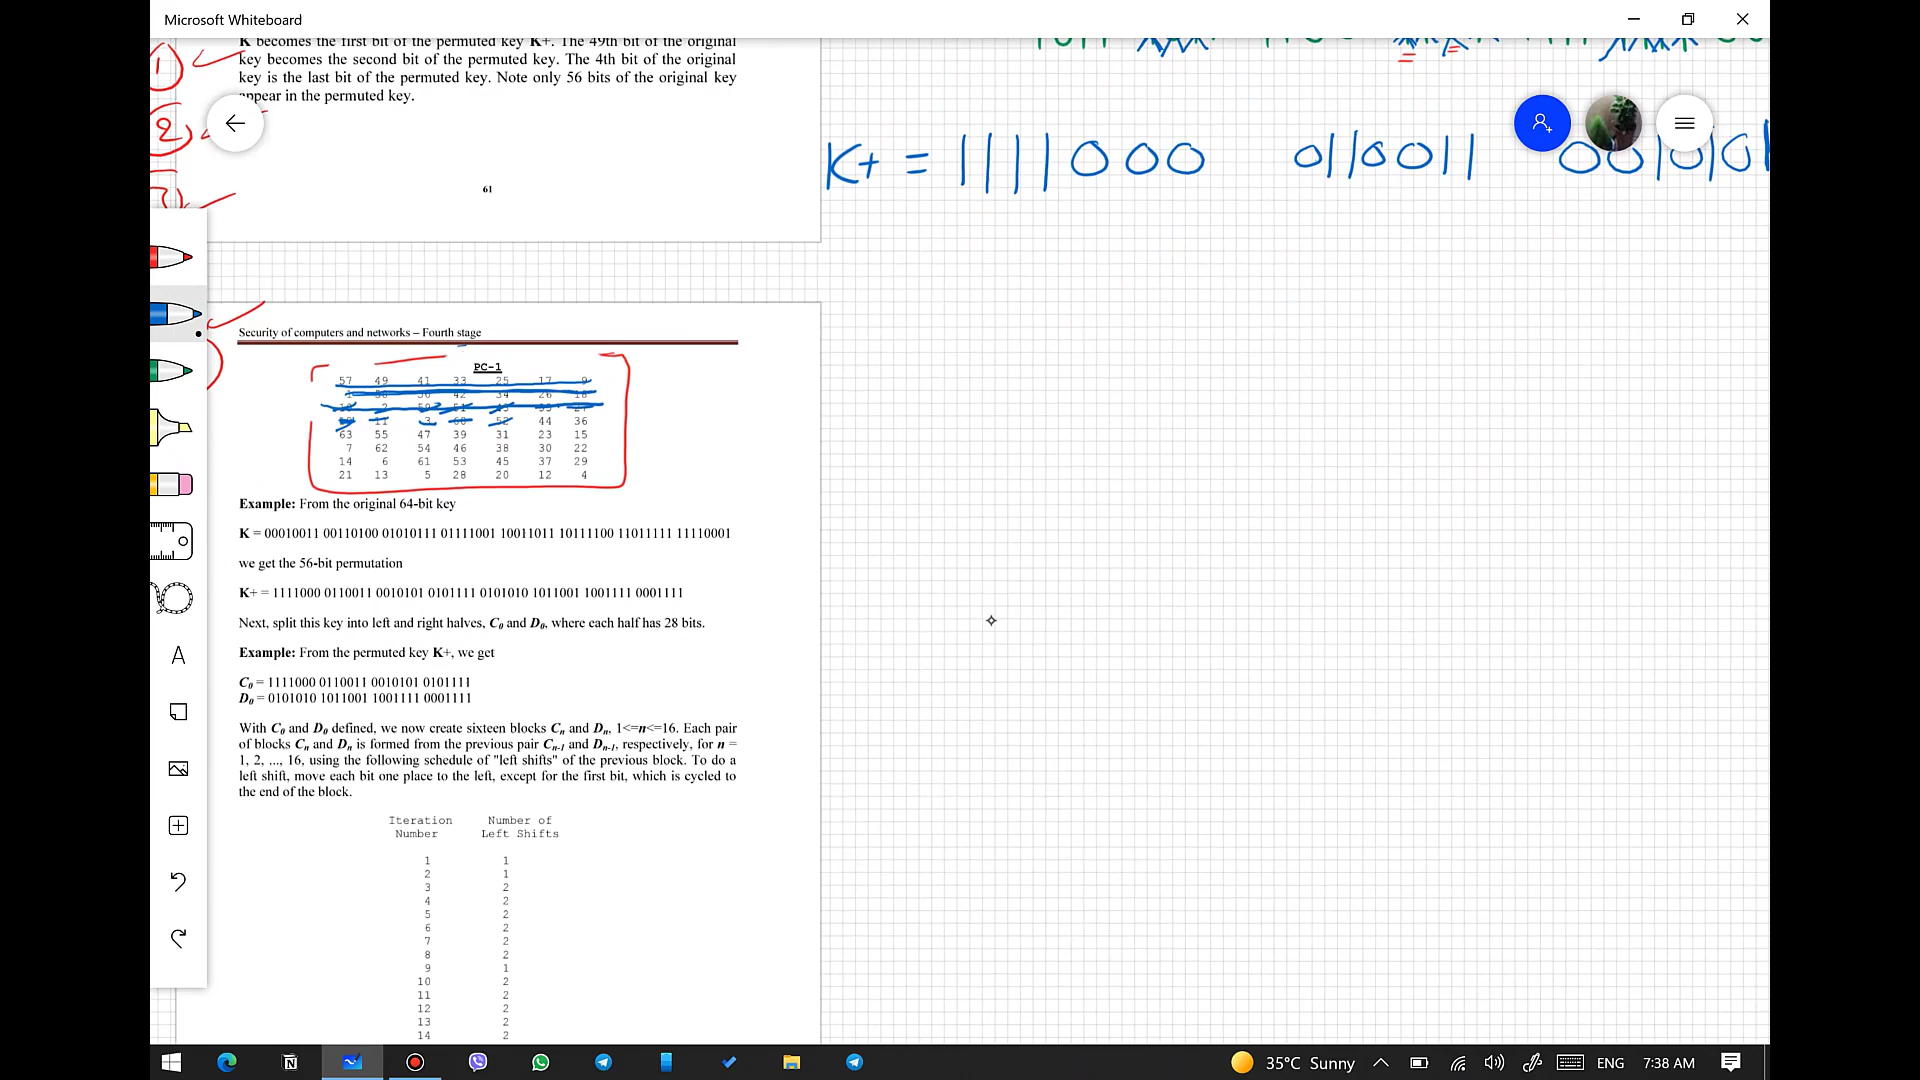 Microsoft Whiteboard
K becomes the first bit of the permuted key K+. The 49th bit of the original
key becomes the second bit of the permuted key. The 4th bit of the original
key is the last bit of the permuted key. Note only 56 bits of the original key
appear in the permuted key.
61
1
2
K+ = 1111000 0110011 0010101
Security of computers and networks – Fourth stage
PC-1
57 49 41 33 25 17 9
42 34 26 18
2
11 3 60 52 44 36
63 55 47 39 31 23 15
7 62 54 46 38 30 22
14 6 61 53 45 37 29
21 13 5 28 20 12 4
Example: From the original 64-bit key
K = 00010011 00110100 01010111 01111001 10011011 10111100 11011111 11110001
we get the 56-bit permutation
K+ = 1111000 0110011 0010101 0101111 0101010 1011001 1001111 0001111
Next, split this key into left and right halves, C0 and D0, where each half has 28 bits.
Example: From the permuted key K+, we get
C0 = 1111000 0110011 0010101 0101111
D0 = 0101010 1011001 1001111 0001111
With C0 and D0 defined, we now create sixteen blocks Cn and Dn, 1<=n<=16. Each pair
of blocks Cn and Dn is formed from the previous pair Cn-1 and Dn-1, respectively, for n =
1, 2, ..., 16, using the following schedule of "left shifts" of the previous block. To do a
left shift, move each bit one place to the left, except for the first bit, which is cycled to
the end of the block.
Iteration Number of
Number Left Shifts
1 1
2 1
3 2
4 2
5 2
6 2
7 2
8 2
9 1
10 2
11 2
12 2
13 2
14 2
35°C Sunny
ENG
7:38 AM